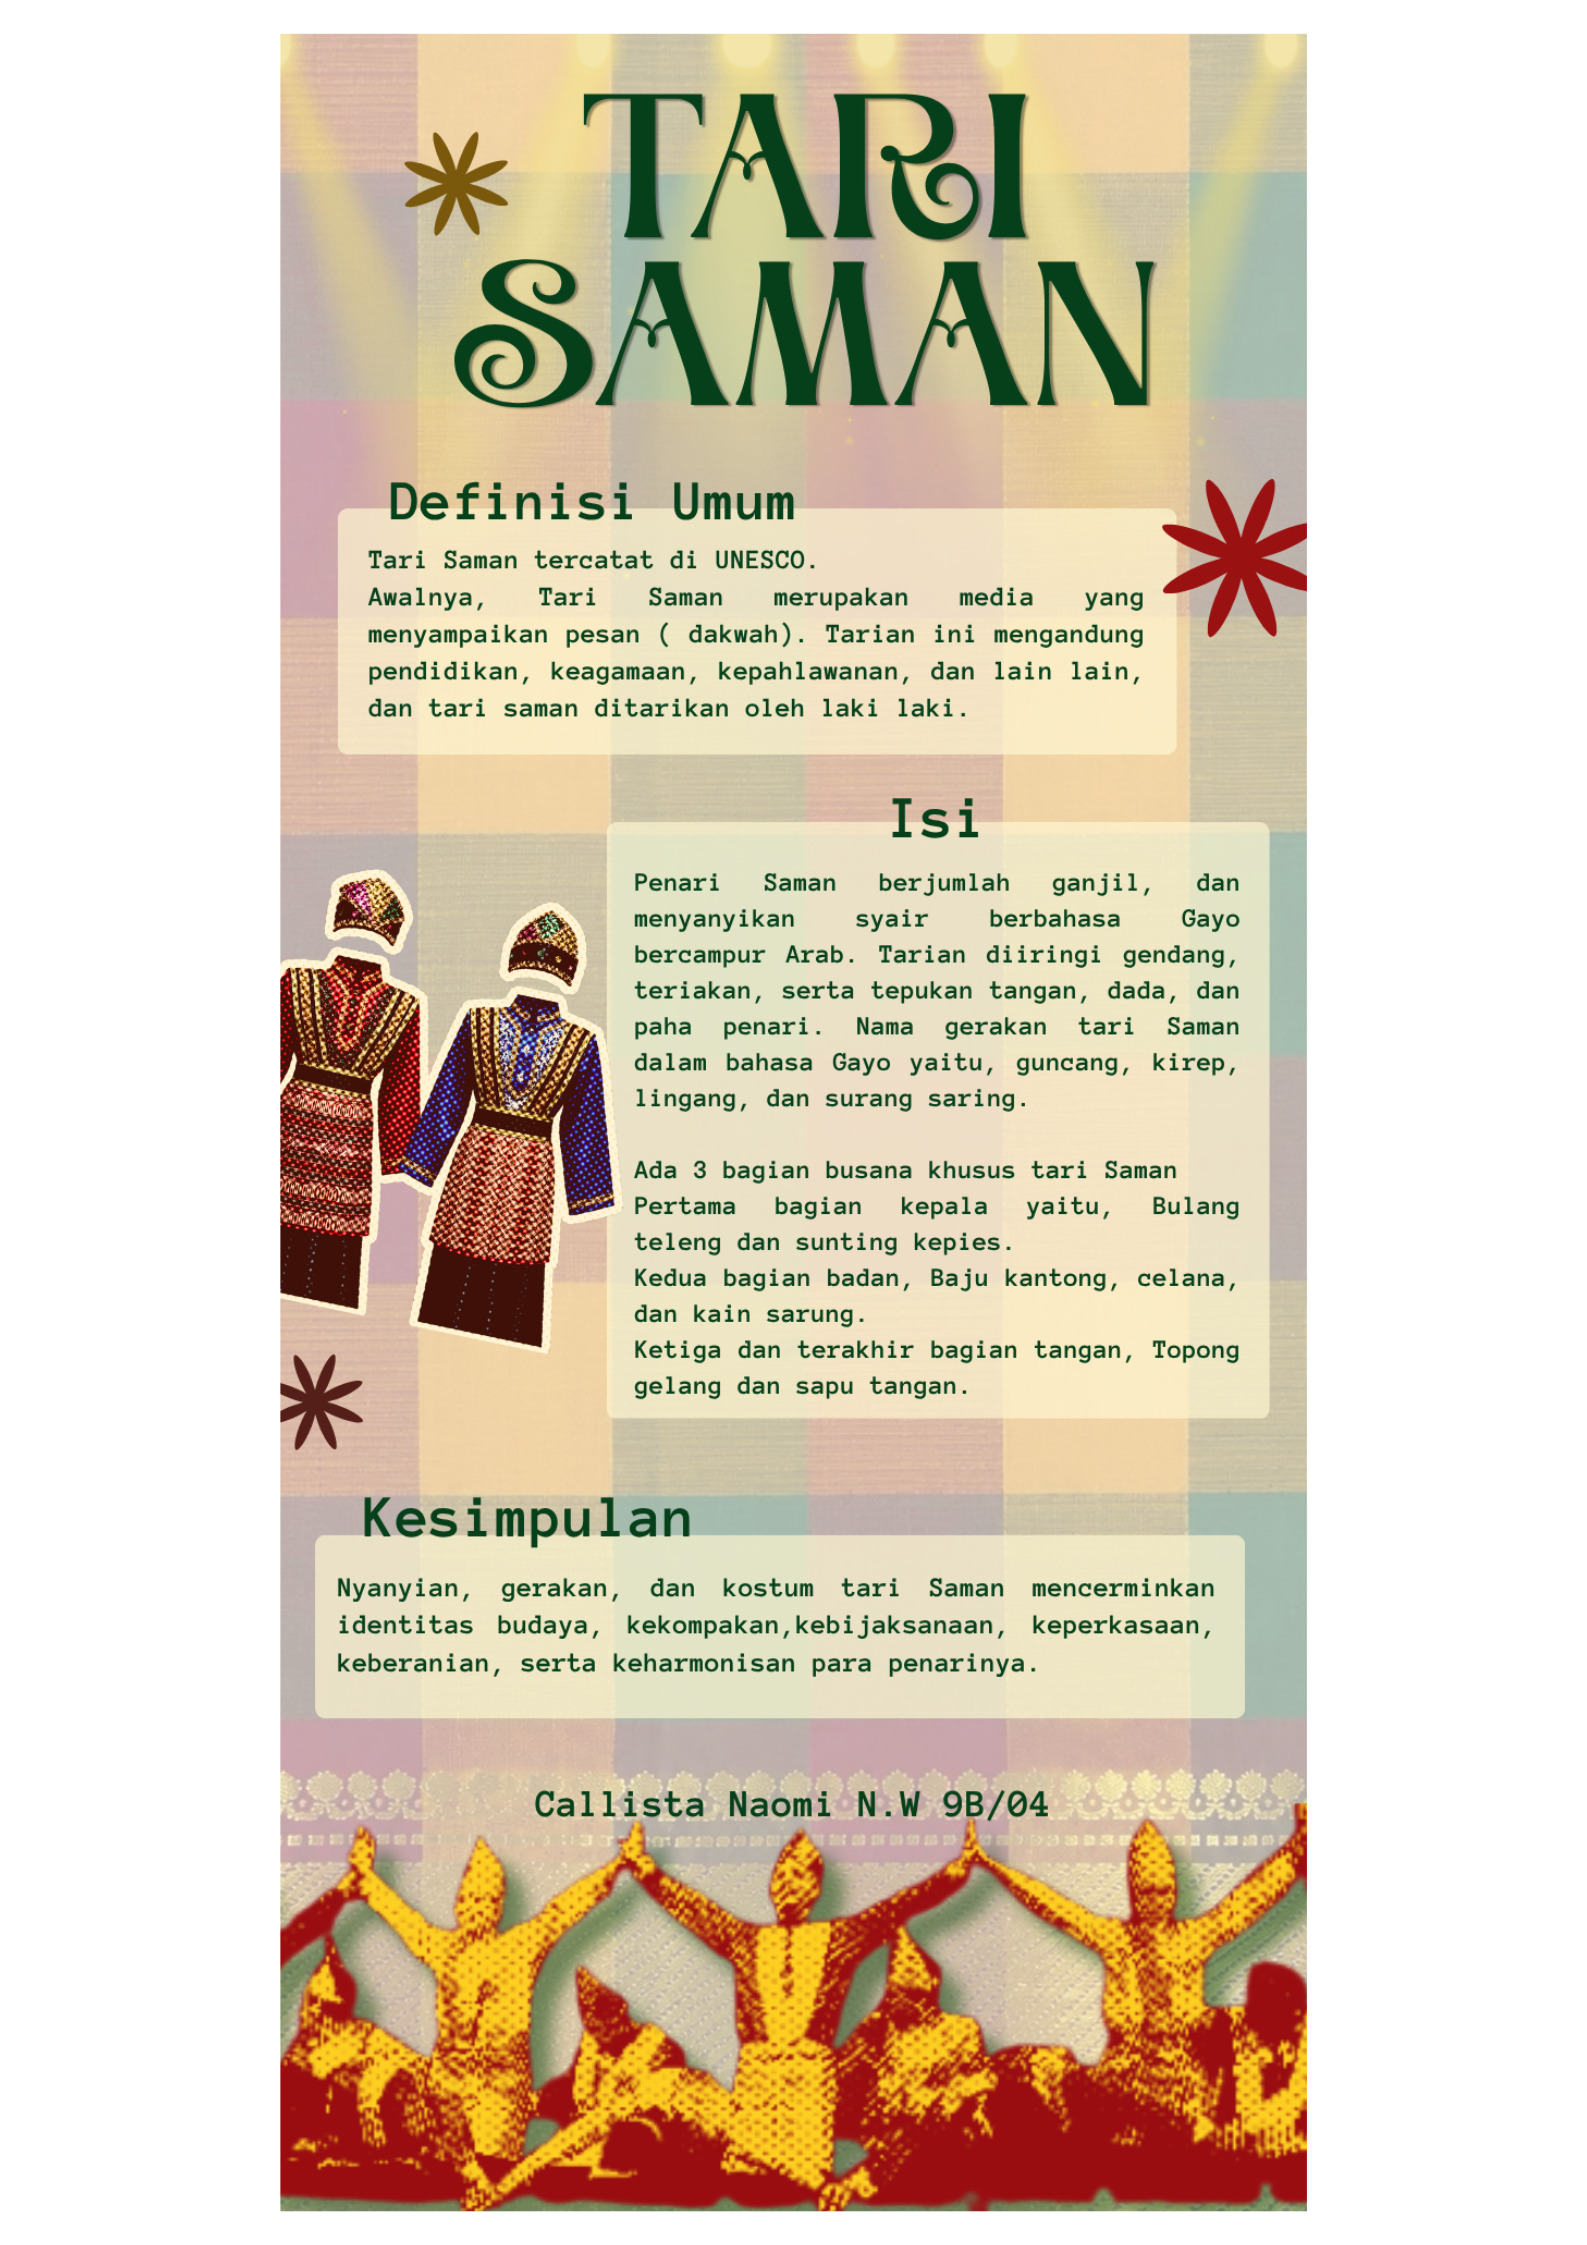 TARI
SAMAN
Definisi Umum
Tari Saman tercatat di UNESCO.
Awalnya, Tari Saman merupakan media yang
menyampaikan pesan ( dakwah). Tarian ini mengandung
pendidikan, keagamaan, kepahlawanan, dan lain lain,
dan tari saman ditarikan oleh laki laki.
Isi
Penari Saman berjumlah ganjil, dan
menyanyikan syair berbahasa Gayo
bercampur Arab. Tarian diiringi gendang,
teriakan, serta tepukan tangan, dada, dan
paha penari. Nama gerakan tari Saman
dalam bahasa Gayo yaitu, guncang, kirep,
lingang, dan surang saring.
Ada 3 bagian busana khusus tari Saman
Pertama bagian kepala yaitu, Bulang
teleng dan sunting kepies.
Kedua bagian badan, Baju kantong, celana,
dan kain sarung.
Ketiga dan terakhir bagian tangan, Topong
gelang dan sapu tangan.
Kesimpulan
Nyanyian, gerakan, dan kostum tari Saman mencerminkan
identitas budaya, kekompakan,kebijaksanaan, keperkasaan,
keberanian, serta keharmonisan para penarinya.
Callista Naomi N.W 9B/04